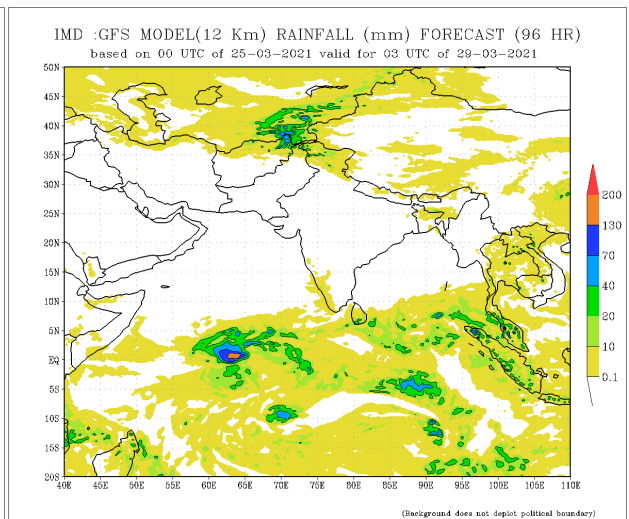 IMD :GFS MODEL(12 Km) RAINFALL (mm) FORECAST (96 HR)
based on 00 UTC of 25-03-2021 valid for 03 UTC of 29-03-2021
50N
45N
40N
35N
30N
25N
20N
15N
10N
5N
EQ
5S
10S
15S
20S
40E 45E 50E 55E 60E 65E 70E 75E 80E 85E 90E 95E 100E 105E 110E
200
130
70
40
20
10
0.1
(Background does not depict political boundary)